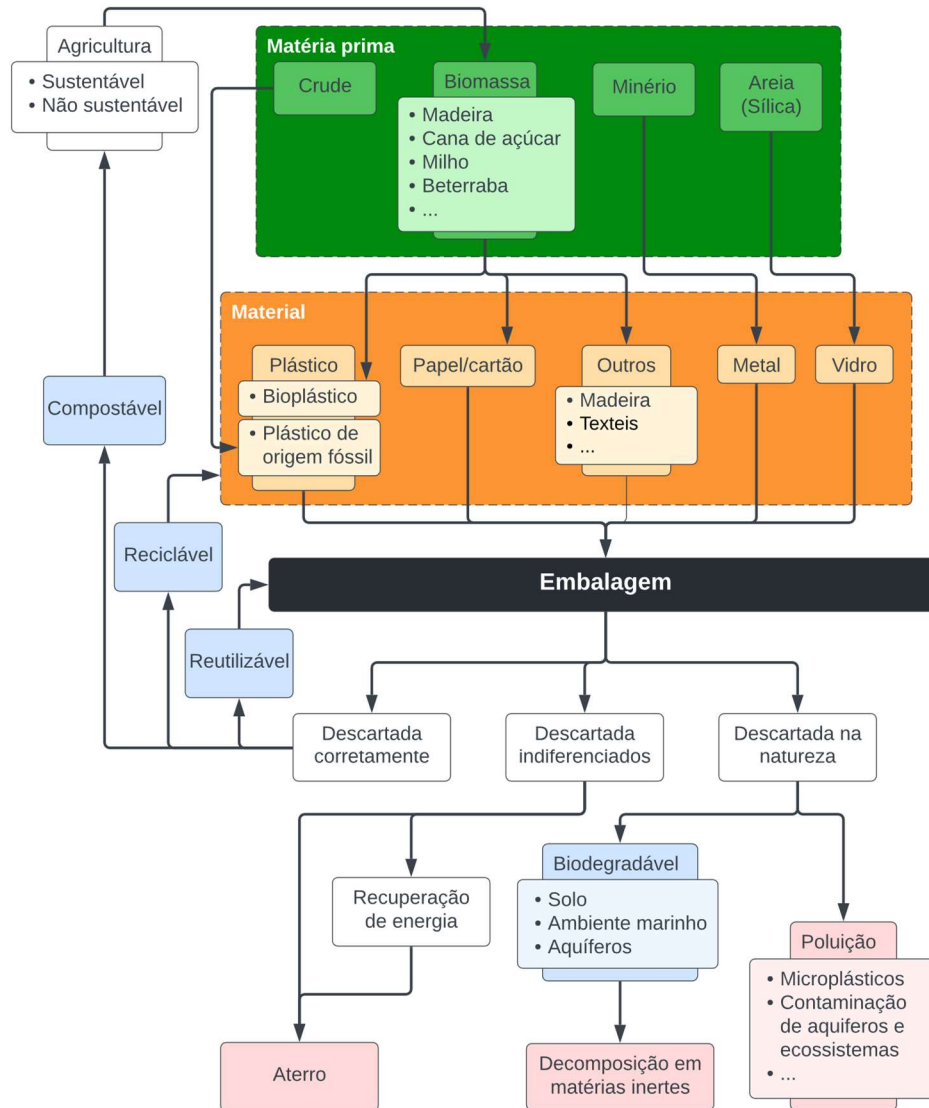 Agricultura
• Sustentável
• Não sustentável
Matéria prima
Crude
Biomassa
• Madeira
• Cana de açúcar
• Milho
• Beterraba
• ...
Minério
Areia
(Sílica)
Material
Plástico
• Bioplástico
• Plástico de
origem fóssil
Papel/cartão
Outros
• Madeira
• Texteis
• ...
Metal
Vidro
Compostável
Reciclável
Reutilizável
Embalagem
Descartada
corretamente
Descartada
indiferenciados
Descartada na
natureza
Recuperação
de energia
Biodegradável
• Solo
• Ambiente marinho
• Aquíferos
Poluição
• Microplásticos
• Contaminação
de aquiferos e
ecossistemas
• ...
Aterro
Decomposição em
matérias inertes